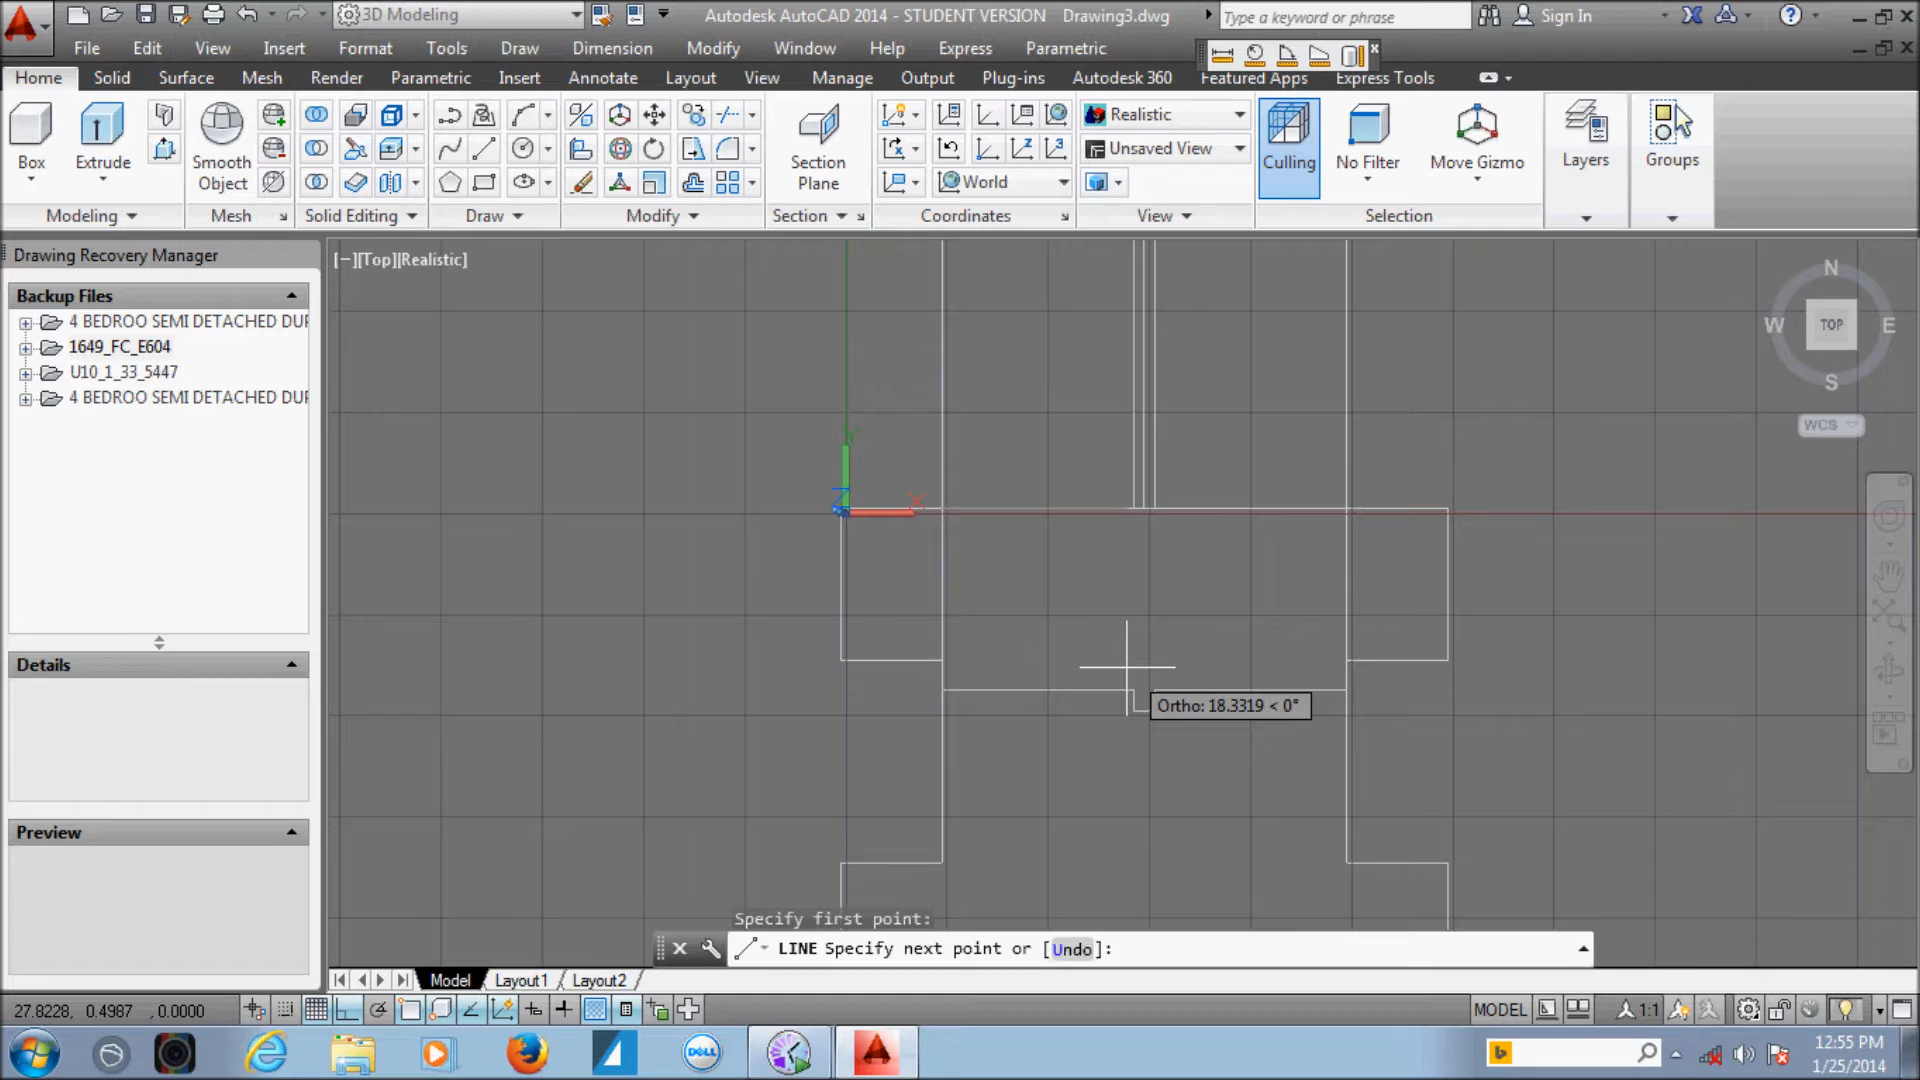 3D Modeling
Autodesk AutoCAD 2014 - STUDENT VERSION Drawing3.dwg
Type a keyword or phrase
Sign In
File Edit View Insert Format Tools Draw Dimension Modify Window Help Express Parametric
Home Solid Surface Mesh Render Parametric Insert Annotate Layout View Manage Output Plug-ins Autodesk 360 Featured Apps Express Tools
Box
Extrude
Smooth
Object
Section
Plane
Realistic
Unsaved View
World
Culling
No Filter
Move Gizmo
Layers
Groups
Modeling Mesh Solid Editing Draw Modify Section Coordinates View Selection
Drawing Recovery Manager
Backup Files
4 BEDROO SEMI DETACHED DUP
1649_FC_E604
U10_1_33_5447
4 BEDROO SEMI DETACHED DUP
Details
Preview
[−][Top][Realistic]
N
W TOP E
S
WCS
Y
Z
X
Ortho: 18.3319 < 0°
Specify first point:
LINE Specify next point or [Undo]:
Model Layout1 Layout2
27.8228, 0.4987 , 0.0000
MODEL
1:1
DELL
12:55 PM
1/25/2014